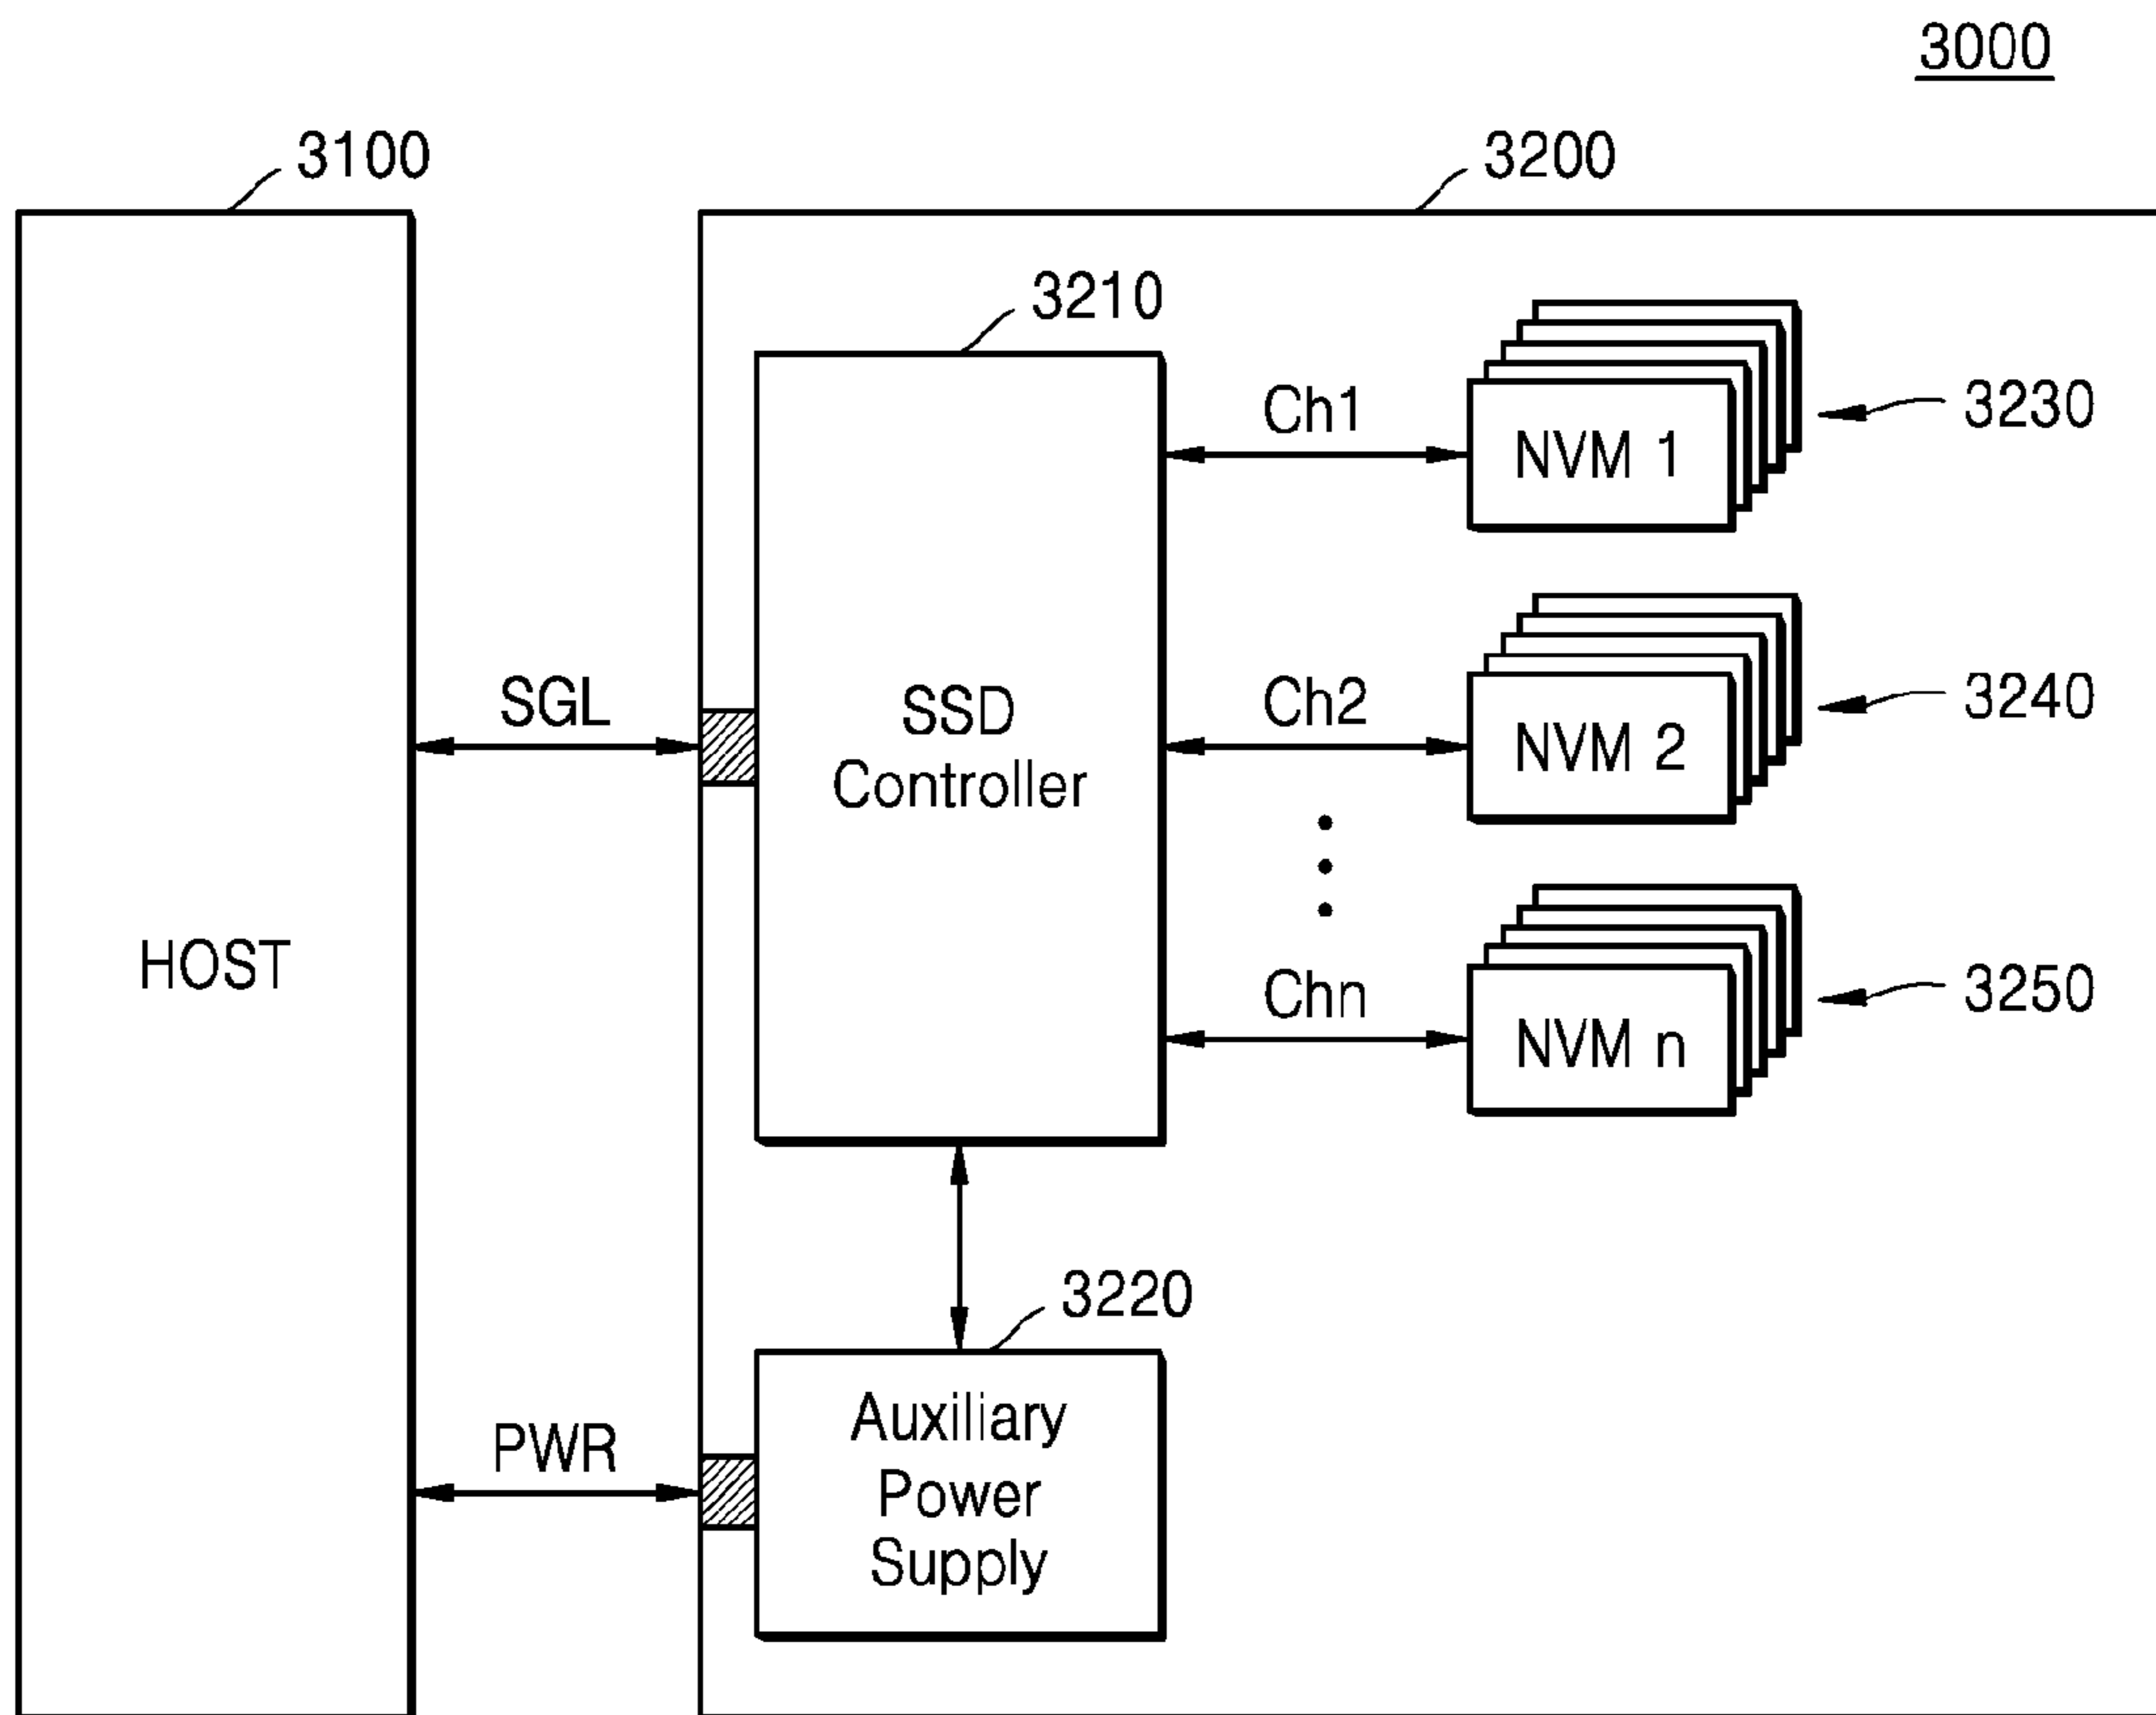 3000
3100
3200
3210
Ch1
NVM 1
3230
SGL
SSD
Controller
Ch2
NVM 2
3240
HOST
Chn
NVM n
3250
3220
PWR
Auxiliary
Power
Supply